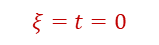 ξ = t = 0